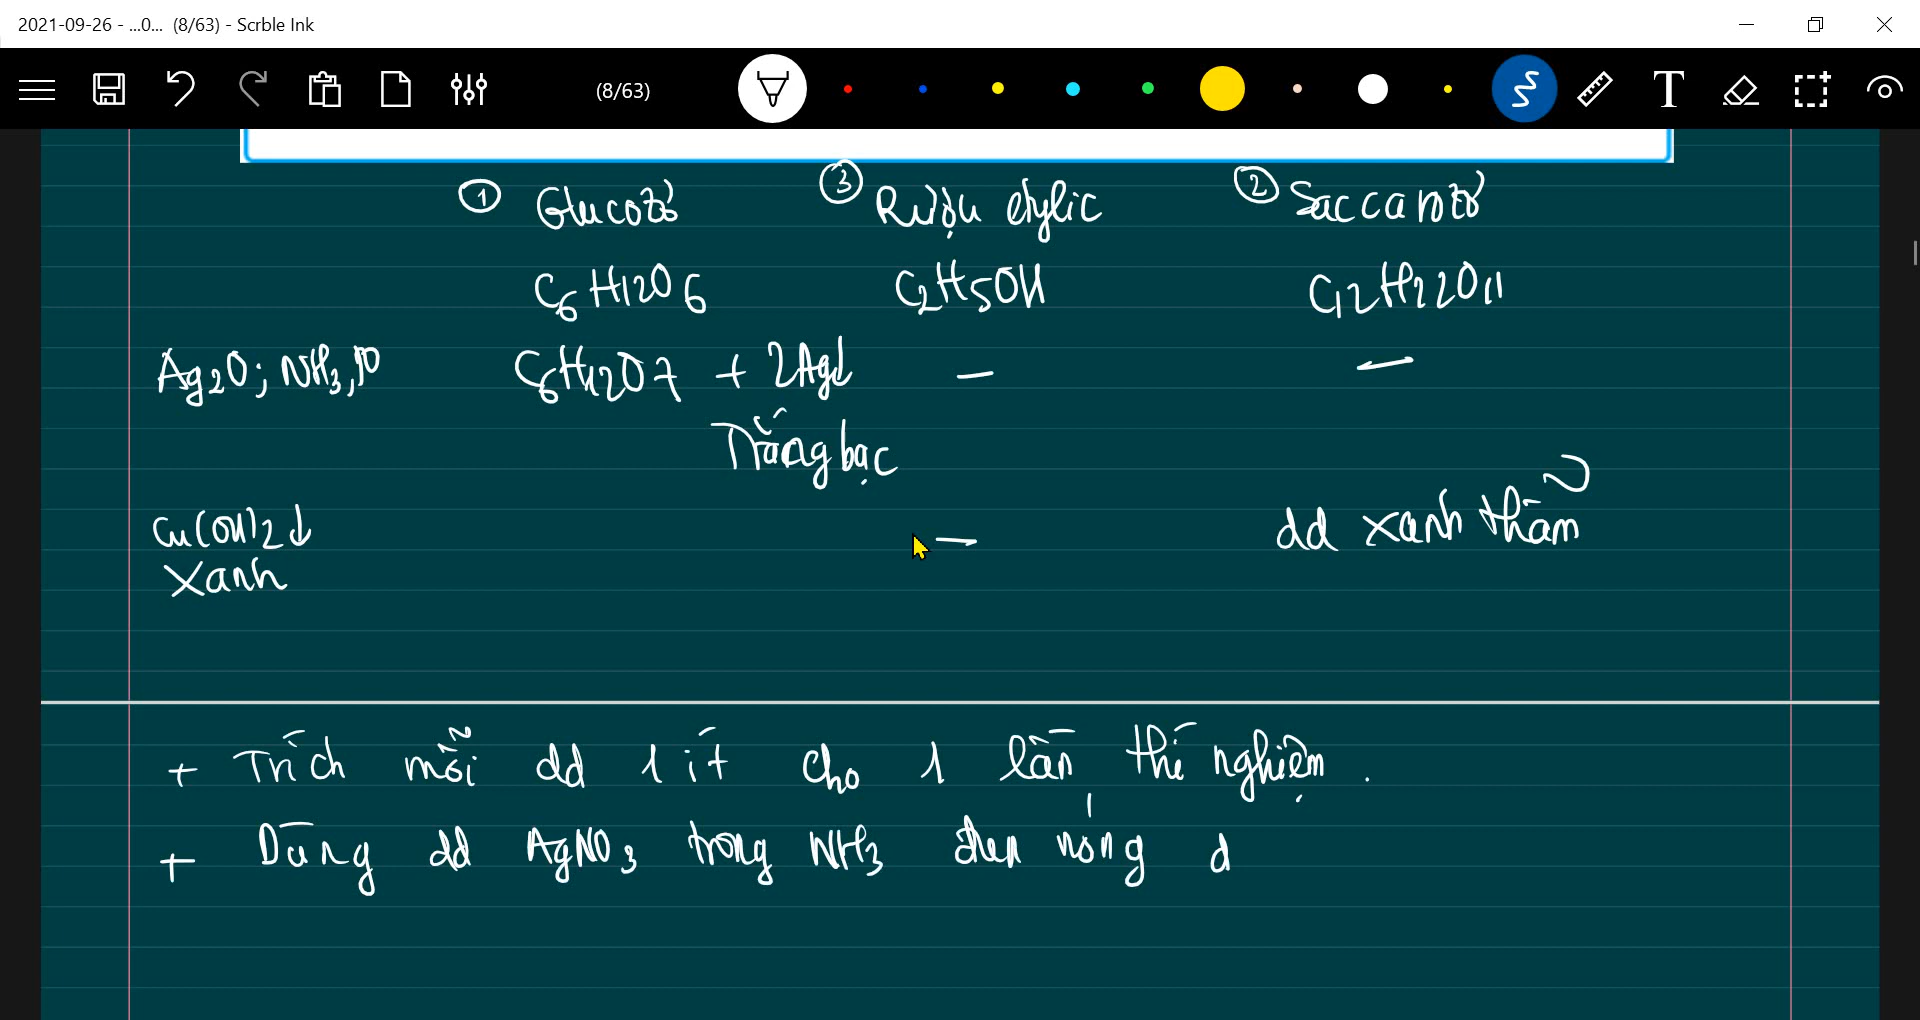 2021-09-26 - ...0... (8/63) - Scrble Ink
(8/63)
T
① Glucozơ ③ Rượu etylic ② Saccarozơ
C6H12O6 C2H5OH C12H22O11
Ag2O; NH3, to C6H12O7 + 2Ag↓ — —
Trắng bạc
Cu(OH)2↓ — dd xanh thẫm
Xanh
+ Trích mỗi dd 1 ít cho 1 lần thí nghiệm.
+ Dùng dd AgNO3 trong NH3 đun nóng d